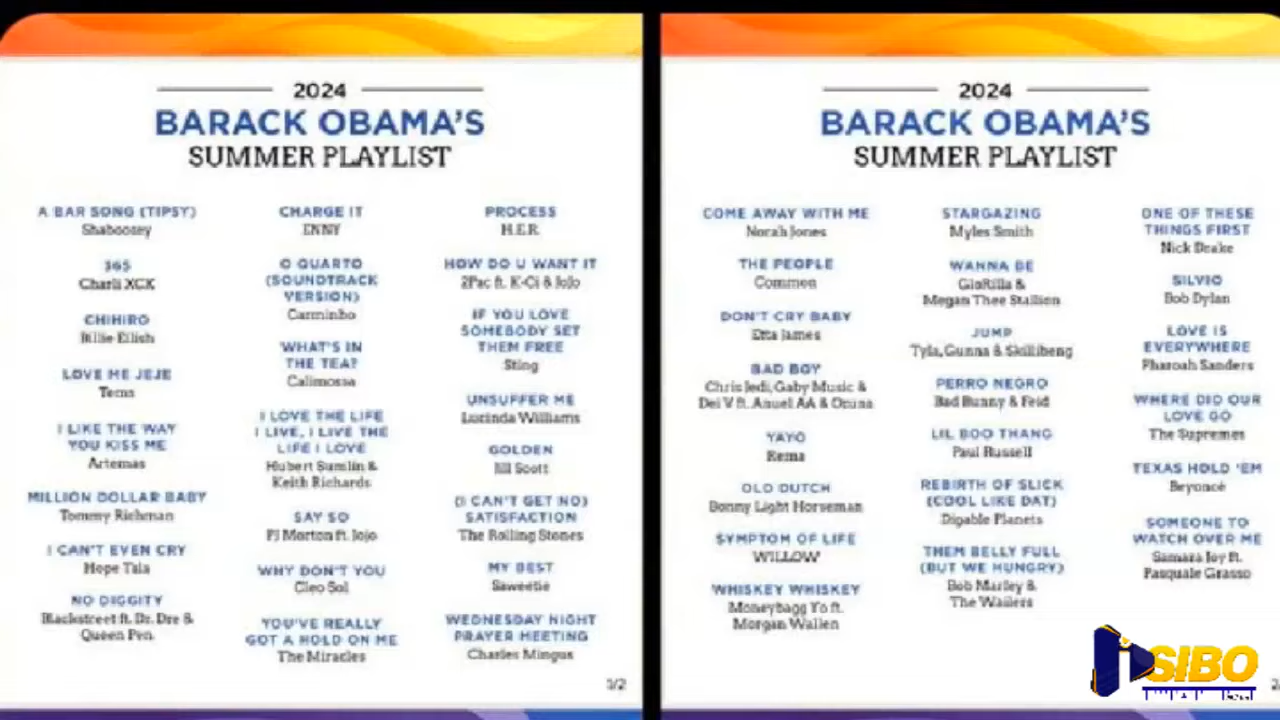 2024
BARACK OBAMA'S
SUMMER PLAYLIST
A BAR SONG (TIPSY)
Shaboozey
365
Charli XCX
CHIHIRO
Billie Eilish
LOVE ME JEJE
Tems
I LIKE THE WAY
YOU KISS ME
Artemas
MILLION DOLLAR BABY
Tommy Richman
I CAN'T EVEN CRY
Hope Tala
NO DIGGITY
Blackstreet ft. Dr. Dre &
Queen Pen
CHARGE IT
ENNY
O QUARTO
(SOUNDTRACK
VERSION)
Carminho
WHAT'S IN
THE TEA?
Calimossa
I LOVE THE LIFE
I LIVE, I LIVE THE
LIFE I LOVE
Hubert Sumlin &
Keith Richards
SAY SO
PJ Morton ft. Jojo
WHY DON'T YOU
Cleo Sol
YOU'VE REALLY
GOT A HOLD ON ME
The Miracles
PROCESS
H.E.R.
HOW DO U WANT IT
2Pac ft. K-Ci & JoJo
IF YOU LOVE
SOMEBODY SET
THEM FREE
Sting
UNSUFFER ME
Lucinda Williams
GOLDEN
Jill Scott
(I CAN'T GET NO)
SATISFACTION
The Rolling Stones
MY BEST
Saweetie
WEDNESDAY NIGHT
PRAYER MEETING
Charles Mingus
1/2
2024
BARACK OBAMA'S
SUMMER PLAYLIST
COME AWAY WITH ME
Norah Jones
THE PEOPLE
Common
DON'T CRY BABY
Etta James
BAD BOY
Chris Jedi, Gaby Music &
Dei V ft. Anuel AA & Ozuna
YAYO
Rema
OLD DUTCH
Bonny Light Horseman
SYMPTOM OF LIFE
WILLOW
WHISKEY WHISKEY
Moneybagg Yo ft.
Morgan Wallen
STARGAZING
Myles Smith
WANNA BE
GloRilla &
Megan Thee Stallion
JUMP
Tyla, Gunna & Skillibeng
PERRO NEGRO
Bad Bunny & Feid
LIL BOO THANG
Paul Russell
REBIRTH OF SLICK
(COOL LIKE DAT)
Digable Planets
THEM BELLY FULL
(BUT WE HUNGRY)
Bob Marley &
The Wailers
ONE OF THESE
THINGS FIRST
Nick Drake
SILVIO
Bob Dylan
LOVE IS
EVERYWHERE
Pharoah Sanders
WHERE DID OUR
LOVE GO
The Supremes
TEXAS HOLD 'EM
Beyoncé
SOMEONE TO
WATCH OVER ME
Samara Joy ft.
Pasquale Grasso
iSIBO